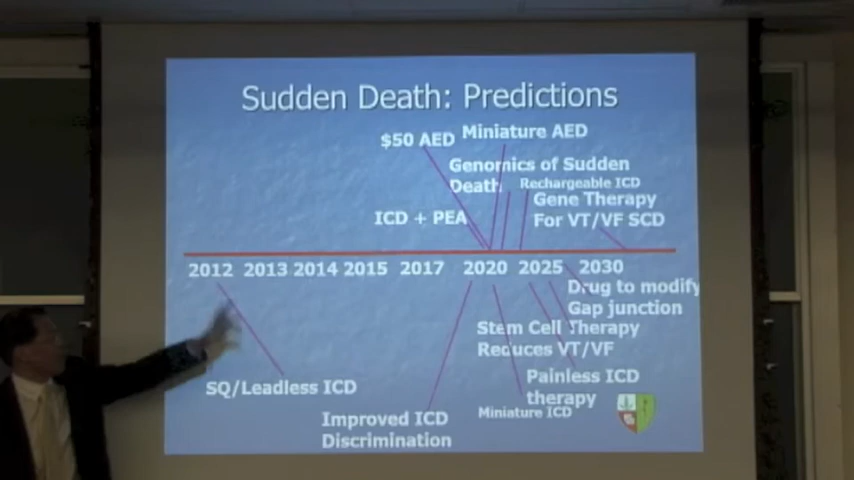 Sudden Death: Predictions
$50 AED
Miniature AED
Genomics of Sudden
Death
Rechargeable ICD
Gene Therapy
For VT/VF SCD
ICD + PEA
2012 2013 2014 2015 2017 2020 2025 2030
Drug to modify
Gap junction
Stem Cell Therapy
Reduces VT/VF
Painless ICD
therapy
SQ/Leadless ICD
Miniature ICD
Improved ICD
Discrimination